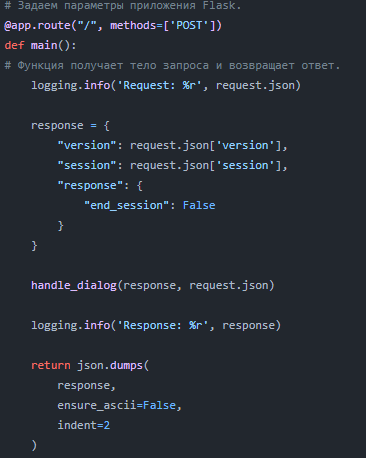 # Задаем параметры приложения Flask.
@app.route("/", methods=['POST'])
def main():
# Функция получает тело запроса и возвращает ответ.
    logging.info('Request: %r', request.json)

    response = {
        "version": request.json['version'],
        "session": request.json['session'],
        "response": {
            "end_session": False
        }
    }

    handle_dialog(response, request.json)

    logging.info('Response: %r', response)

    return json.dumps(
        response,
        ensure_ascii=False,
        indent=2
    )